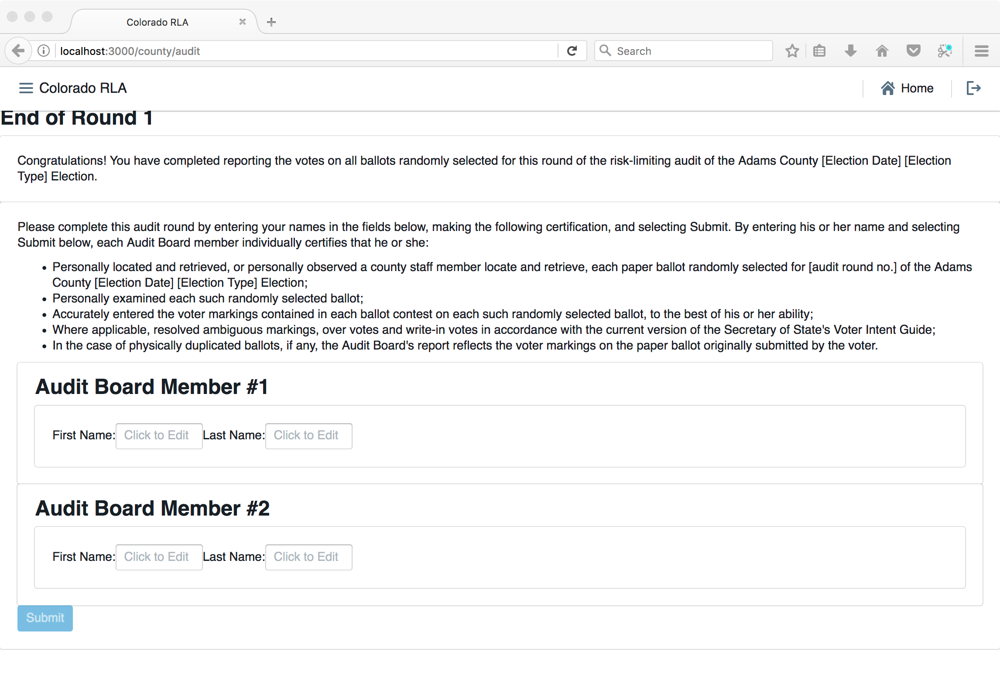 Colorado RLA
localhost:3000/county/audit
Search
Colorado RLA
Home
End of Round 1
Congratulations! You have completed reporting the votes on all ballots randomly selected for this round of the risk-limiting audit of the Adams County [Election Date] [Election
Type] Election.
Please complete this audit round by entering your names in the fields below, making the following certification, and selecting Submit. By entering his or her name and selecting
Submit below, each Audit Board member individually certifies that he or she:
• Personally located and retrieved, or personally observed a county staff member locate and retrieve, each paper ballot randomly selected for [audit round no.] of the Adams
County [Election Date] [Election Type] Election;
• Personally examined each such randomly selected ballot;
• Accurately entered the voter markings contained in each ballot contest on each such randomly selected ballot, to the best of his or her ability;
• Where applicable, resolved ambiguous markings, over votes and write-in votes in accordance with the current version of the Secretary of State's Voter Intent Guide;
• In the case of physically duplicated ballots, if any, the Audit Board's report reflects the voter markings on the paper ballot originally submitted by the voter.
Audit Board Member #1
First Name: Click to Edit Last Name: Click to Edit
Audit Board Member #2
First Name: Click to Edit Last Name: Click to Edit
Submit